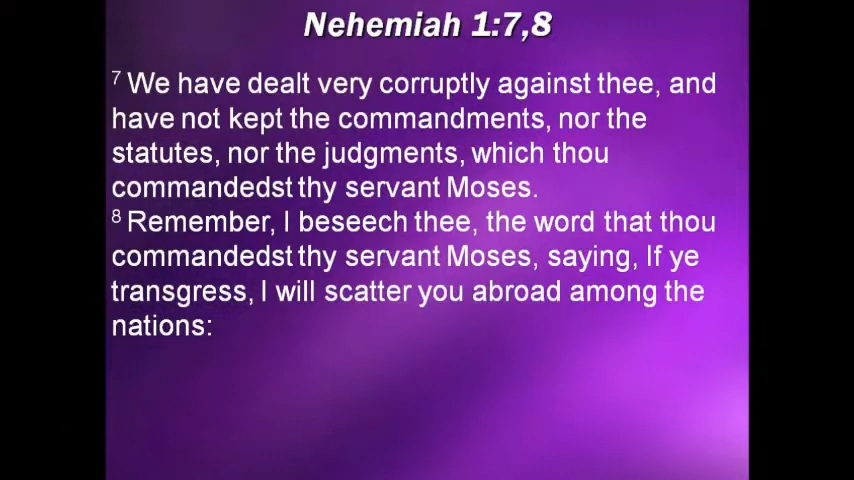 Nehemiah 1:7,8
7 We have dealt very corruptly against thee, and
have not kept the commandments, nor the
statutes, nor the judgments, which thou
commandedst thy servant Moses.
8 Remember, I beseech thee, the word that thou
commandedst thy servant Moses, saying, If ye
transgress, I will scatter you abroad among the
nations: